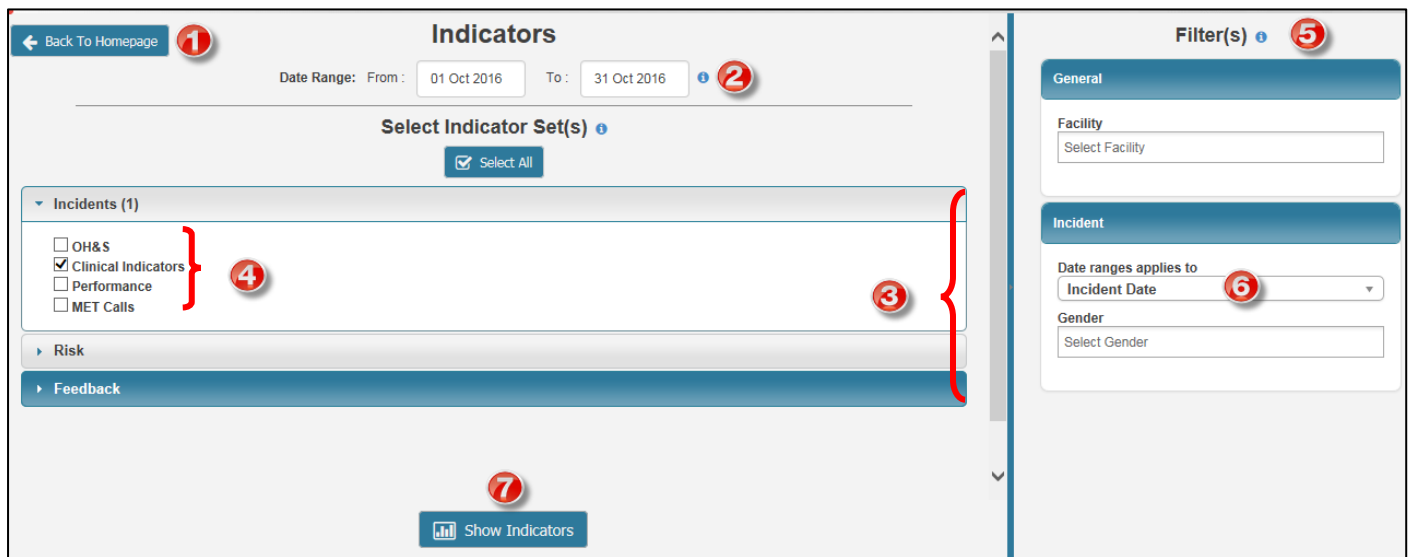 Back To Homepage 1
Indicators
Date Range: From : 01 Oct 2016 To : 31 Oct 2016 2
Select Indicator Set(s)
Select All
Incidents (1)
OH&S
Clinical Indicators
Performance
MET Calls
4
3
Risk
Feedback
7
Show Indicators
Filter(s) 5
General
Facility
Select Facility
Incident
Date ranges applies to
Incident Date 6
Gender
Select Gender